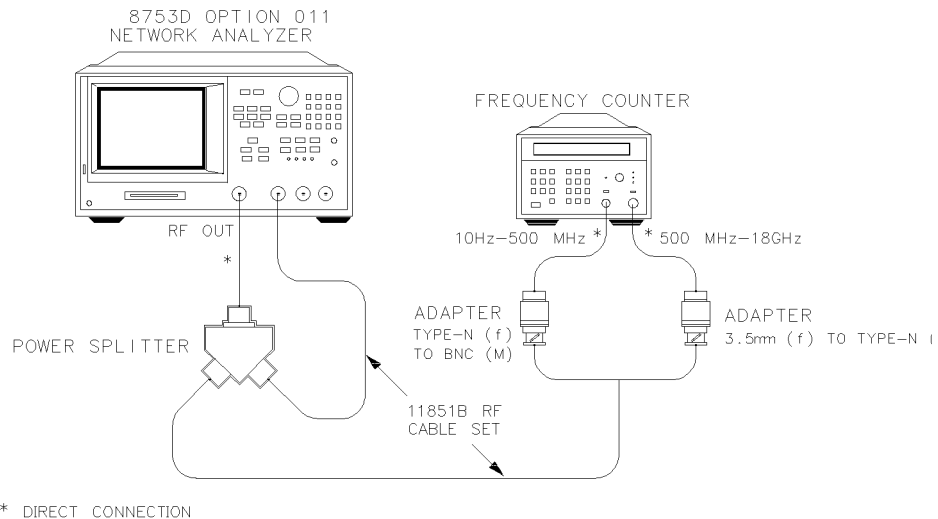 8753D OPTION 011
NETWORK ANALYZER
FREQUENCY COUNTER
RF OUT
*
10Hz-500 MHz *
* 500 MHz-18GHz
ADAPTER
TYPE-N (f)
TO BNC (M)
ADAPTER
3.5mm (f) TO TYPE-N (
POWER SPLITTER
11851B RF
CABLE SET
* DIRECT CONNECTION